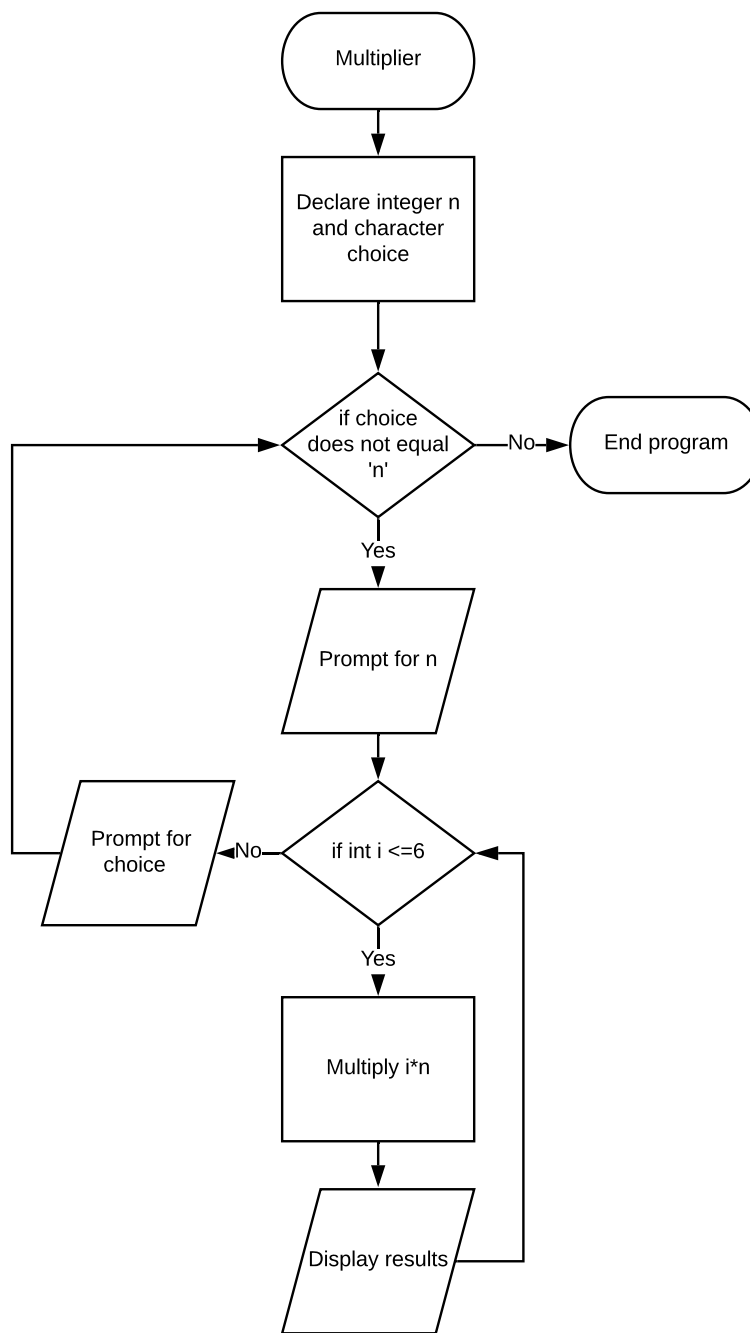 Multiplier
Declare integer n
and character
choice
if choice
does not equal
'n'
No
End program
Yes
Prompt for n
if int i <=6
No
Prompt for
choice
Yes
Multiply i*n
Display results